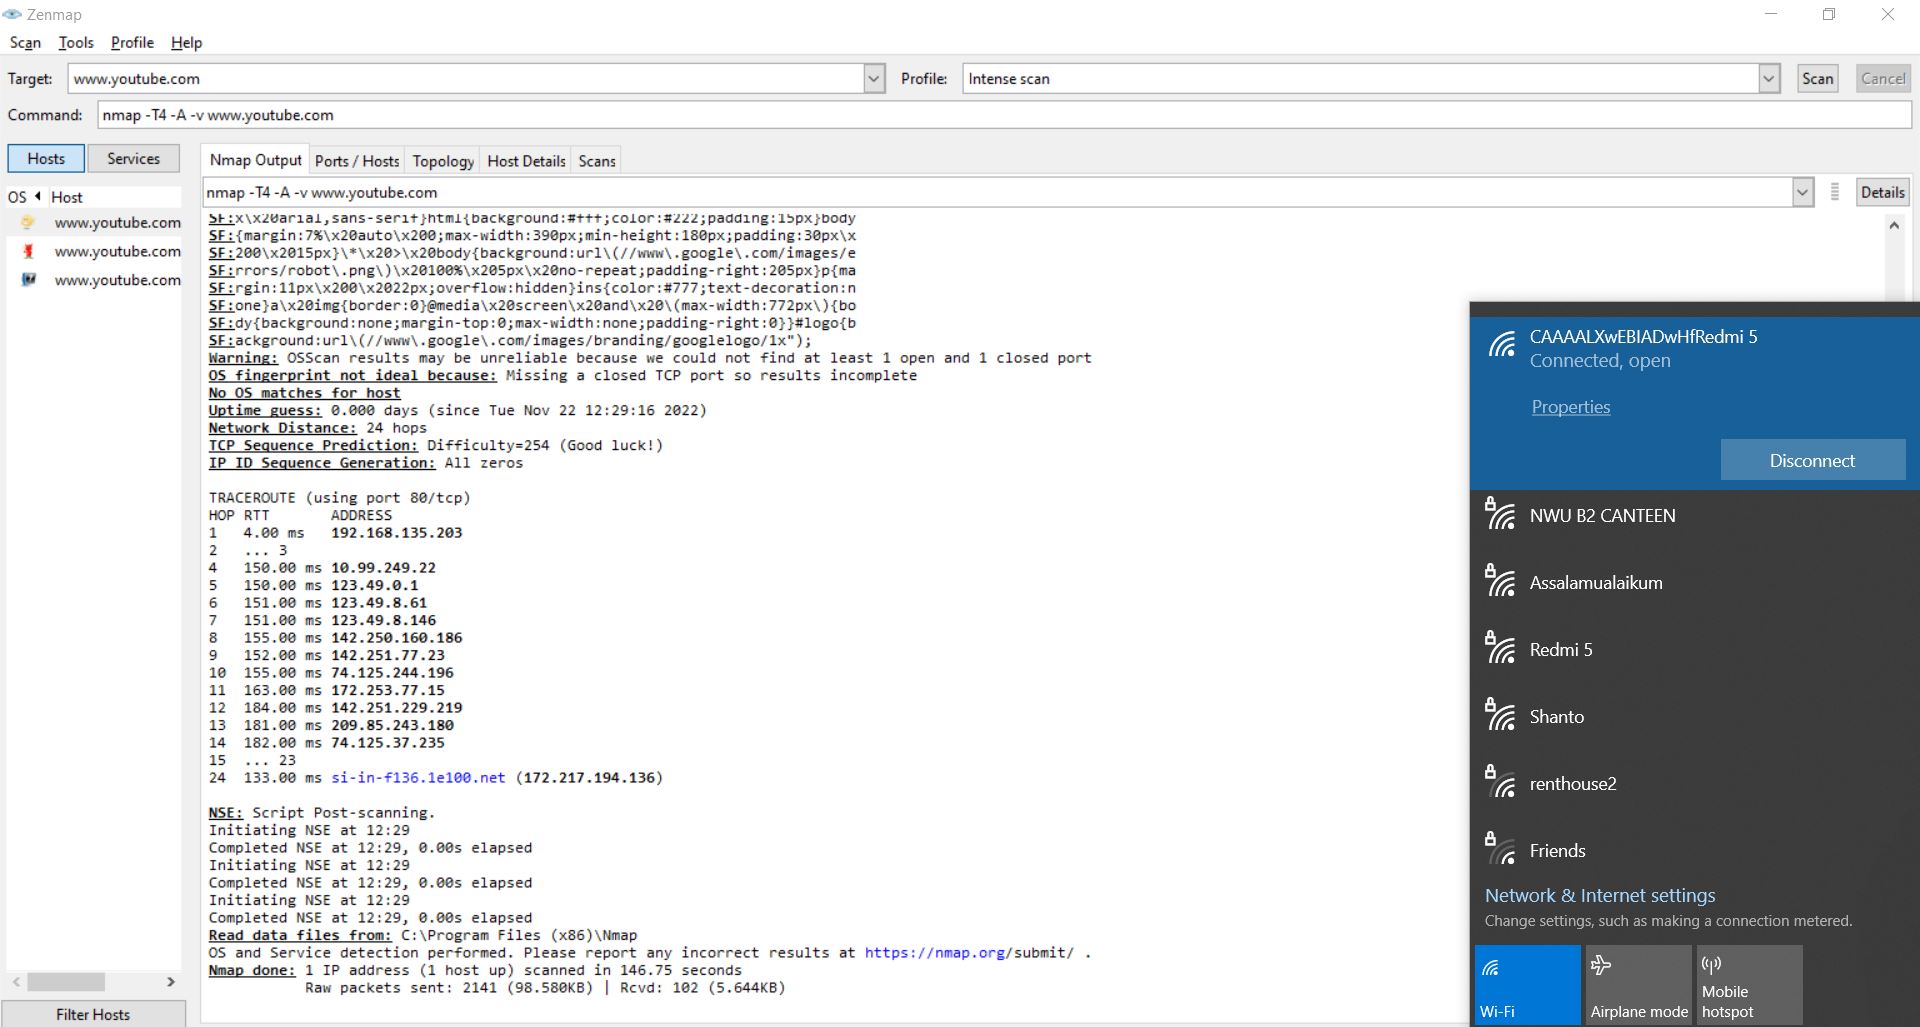 Zenmap
Scan Tools Profile Help
Target: www.youtube.com Profile: Intense scan Scan Cancel
Command: nmap -T4 -A -v www.youtube.com
Hosts Services
OS Host
www.youtube.com
www.youtube.com
www.youtube.com
Filter Hosts
Nmap Output Ports / Hosts Topology Host Details Scans
nmap -T4 -A -v www.youtube.com Details
SF:x\x20arial,sans-serif}html{background:#fff;color:#222;padding:15px}body
SF:{margin:7%\x20auto\x200;max-width:390px;min-height:180px;padding:30px\x
SF:200\x2015px}\*\x20>\x20body{background:url\(//www\.google\.com/images/e
SF:rrors/robot\.png\)\x20100%\x205px\x20no-repeat;padding-right:205px}p{ma
SF:rgin:11px\x200\x2022px;overflow:hidden}ins{color:#777;text-decoration:n
SF:one}a\x20img{border:0}@media\x20screen\x20and\x20\(max-width:772px\){bo
SF:dy{background:none;margin-top:0;max-width:none;padding-right:0}}#logo{b
SF:ackground:url\(//www\.google\.com/images/branding/googlelogo/1x");
Warning: OSScan results may be unreliable because we could not find at least 1 open and 1 closed port
OS fingerprint not ideal because: Missing a closed TCP port so results incomplete
No OS matches for host
Uptime guess: 0.000 days (since Tue Nov 22 12:29:16 2022)
Network Distance: 24 hops
TCP Sequence Prediction: Difficulty=254 (Good luck!)
IP ID Sequence Generation: All zeros
TRACEROUTE (using port 80/tcp)
HOP RTT ADDRESS
1 4.00 ms 192.168.135.203
2 ... 3
4 150.00 ms 10.99.249.22
5 150.00 ms 123.49.0.1
6 151.00 ms 123.49.8.61
7 151.00 ms 123.49.8.146
8 155.00 ms 142.250.160.186
9 152.00 ms 142.251.77.23
10 155.00 ms 74.125.244.196
11 163.00 ms 172.253.77.15
12 184.00 ms 142.251.229.219
13 181.00 ms 209.85.243.180
14 182.00 ms 74.125.37.235
15 ... 23
24 133.00 ms si-in-f136.1e100.net (172.217.194.136)
NSE: Script Post-scanning.
Initiating NSE at 12:29
Completed NSE at 12:29, 0.00s elapsed
Initiating NSE at 12:29
Completed NSE at 12:29, 0.00s elapsed
Initiating NSE at 12:29
Completed NSE at 12:29, 0.00s elapsed
Read data files from: C:\Program Files (x86)\Nmap
OS and Service detection performed. Please report any incorrect results at https://nmap.org/submit/ .
Nmap done: 1 IP address (1 host up) scanned in 146.75 seconds
Raw packets sent: 2141 (98.580KB) | Rcvd: 102 (5.644KB)
CAAAALXwEBIADwHfRedmi 5
Connected, open
Properties
Disconnect
NWU B2 CANTEEN
Assalamualaikum
Redmi 5
Shanto
renthouse2
Friends
Network & Internet settings
Change settings, such as making a connection metered.
Wi-Fi
Airplane mode
Mobile
hotspot